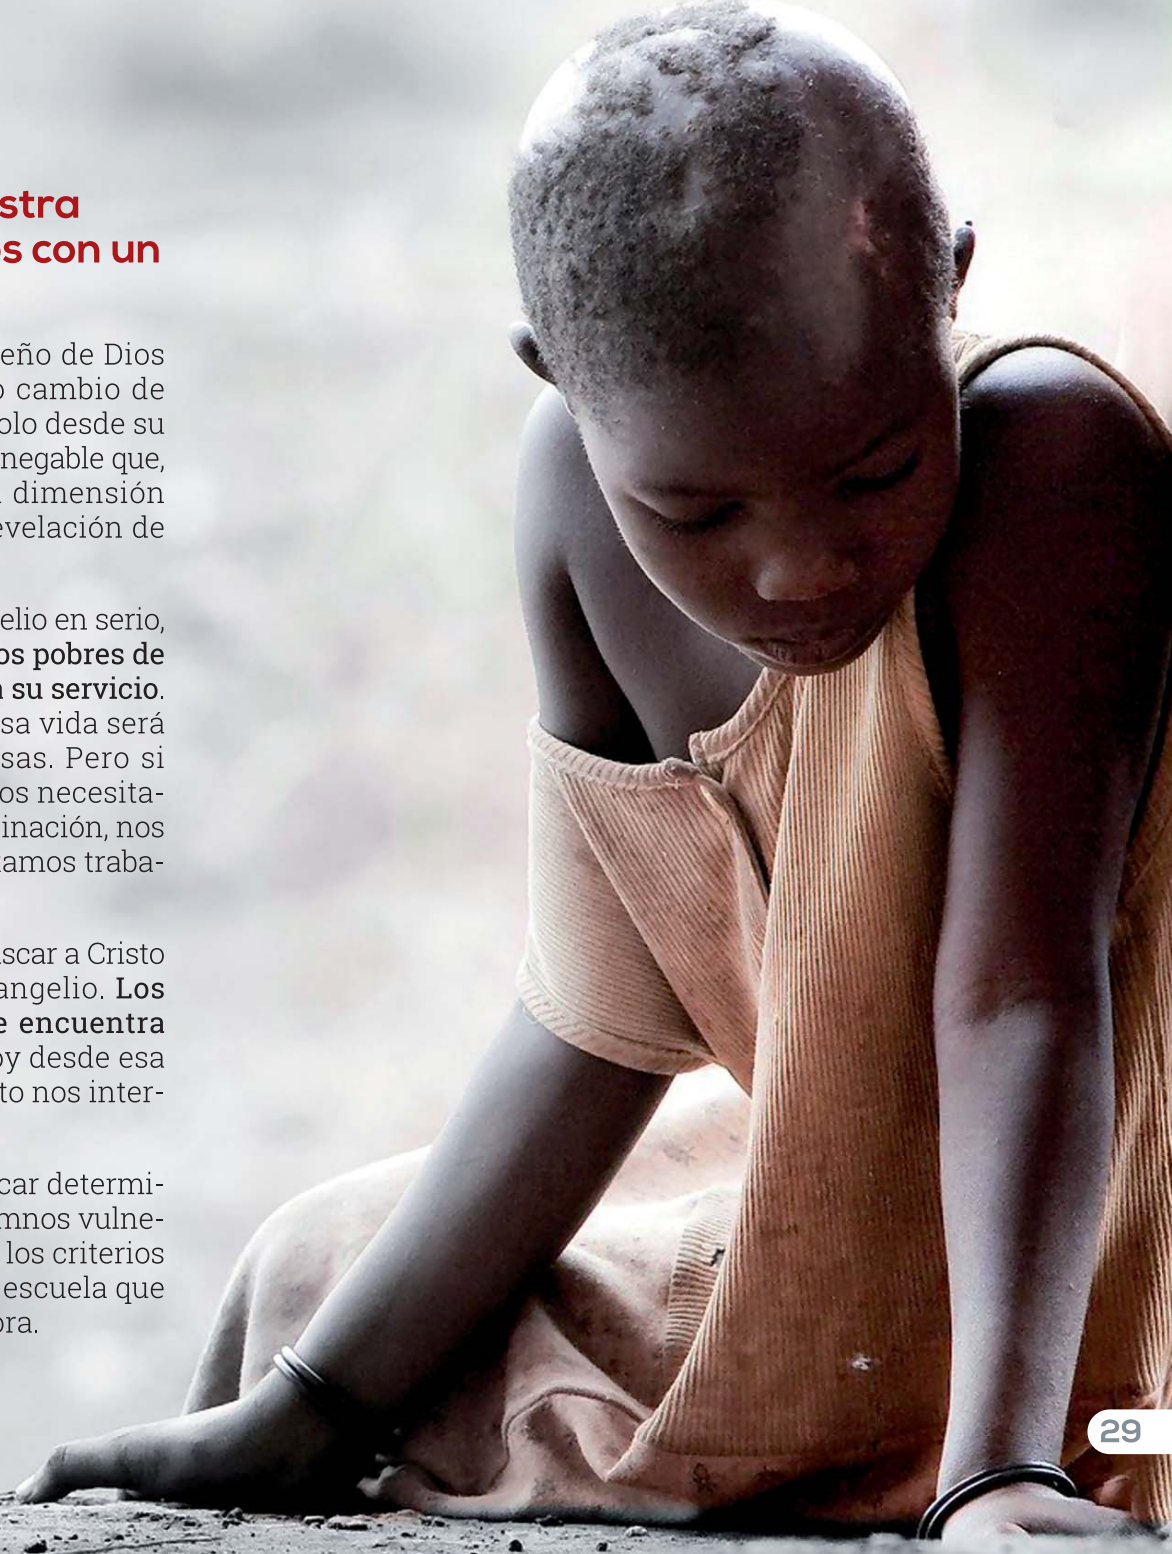 stra
s con un
eño de Dios
o cambio de
olo desde su
negable que,
dimensión
evelación de
elio en serio,
os pobres de
a su servicio.
sa vida será
sas. Pero si
os necesita-
inación, nos
tamos traba-
scar a Cristo
angelio. Los
e encuentra
oy desde esa
to nos inter-
car determi-
mnos vulne-
los criterios
escuela que
ora.
29